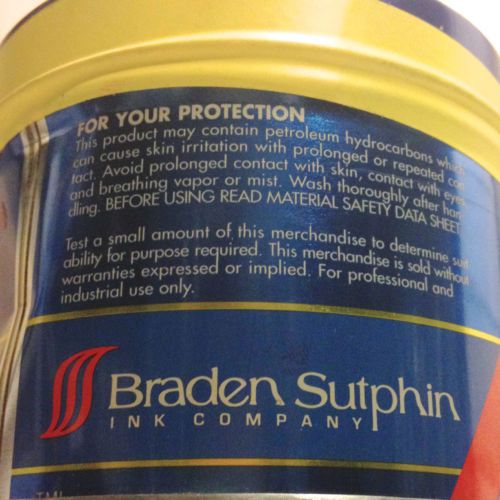 FOR YOUR PROTECTION
This product may contain petroleum hydrocarbons which
can cause skin irritation with prolonged or repeated con
tact. Avoid prolonged contact with skin, contact with eyes
and breathing vapor or mist. Wash thoroughly after han
dling. BEFORE USING READ MATERIAL SAFETY DATA SHEET
Test a small amount of this merchandise to determine suit
ability for purpose required. This merchandise is sold without
warranties expressed or implied. For professional and
industrial use only.
Braden Sutphin
INK COMPANY